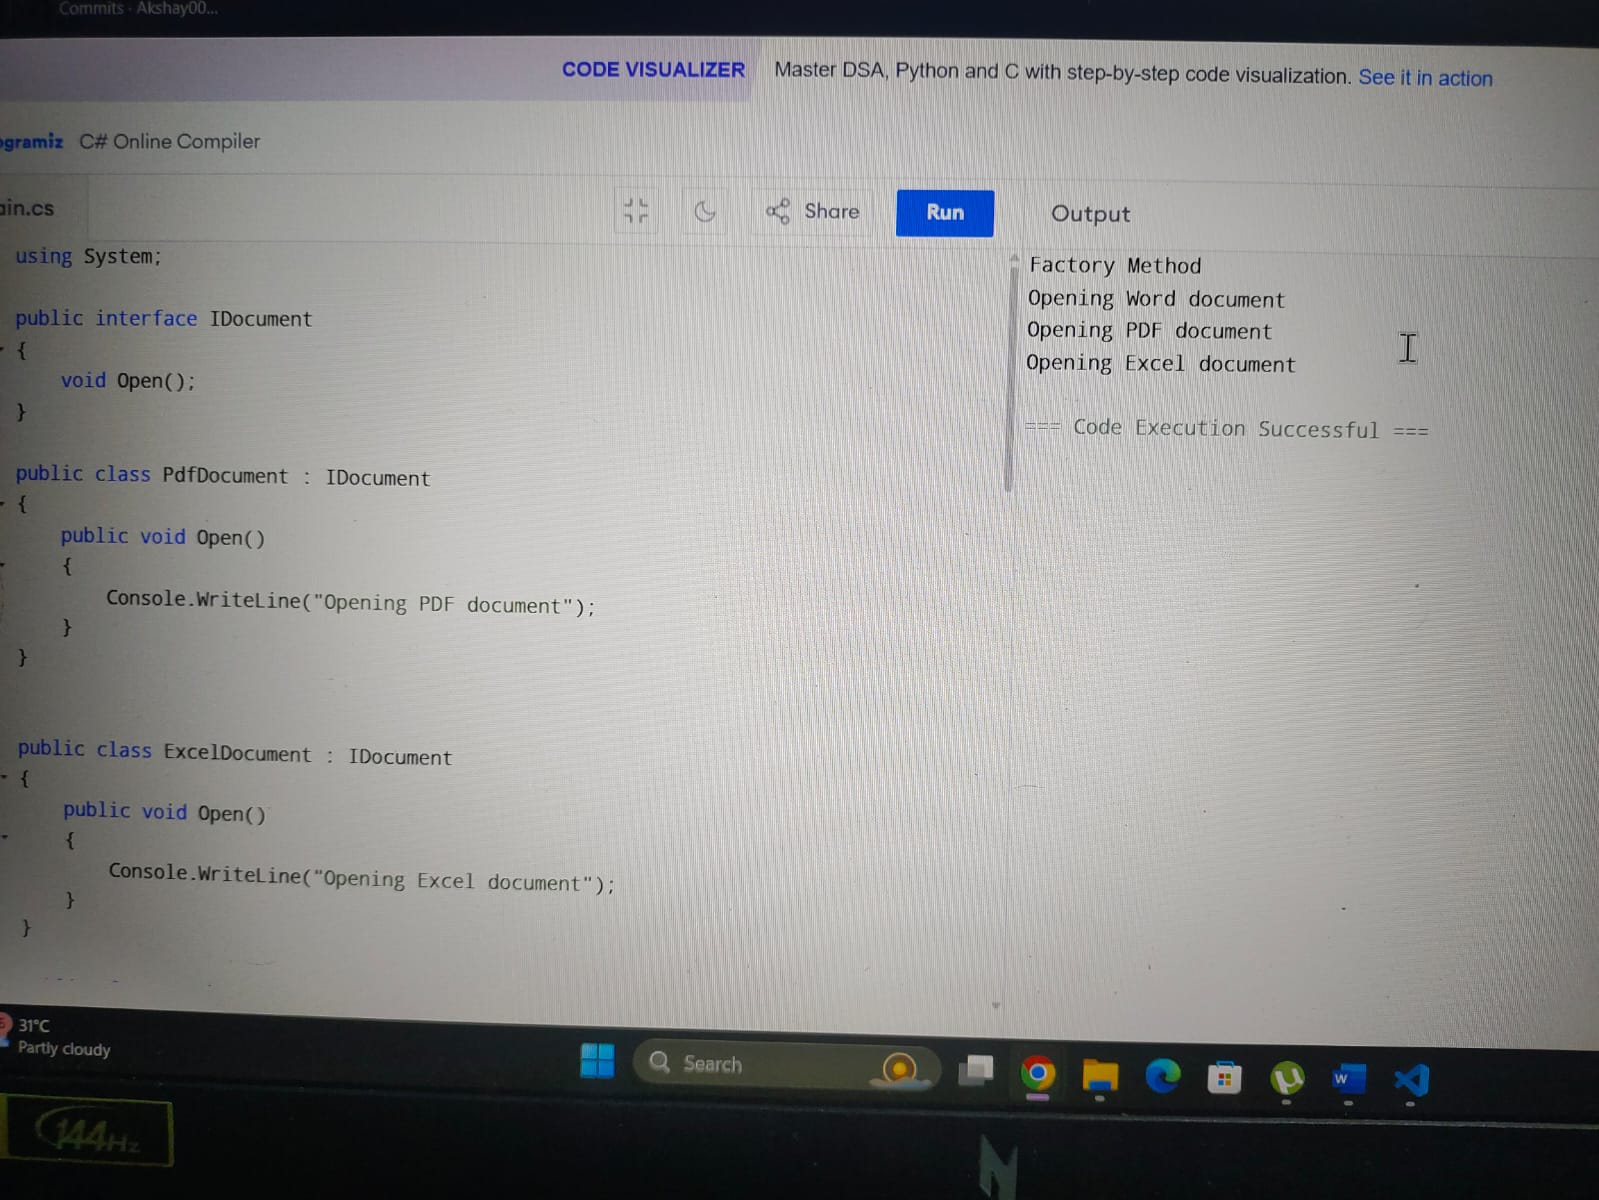 Commits - Akshay00...
CODE VISUALIZER Master DSA, Python and C with step-by-step code visualization. See it in action
ogramiz C# Online Compiler
ain.cs
Share
Run
Output
using System;
public interface IDocument
{
void Open();
}
public class PdfDocument : IDocument
{
public void Open()
{
Console.WriteLine("Opening PDF document");
}
}
public class ExcelDocument : IDocument
{
public void Open()
{
Console.WriteLine("Opening Excel document");
}
}
Factory Method
Opening Word document
Opening PDF document
Opening Excel document
=== Code Execution Successful ===
31°C
Partly cloudy
Search
144Hz